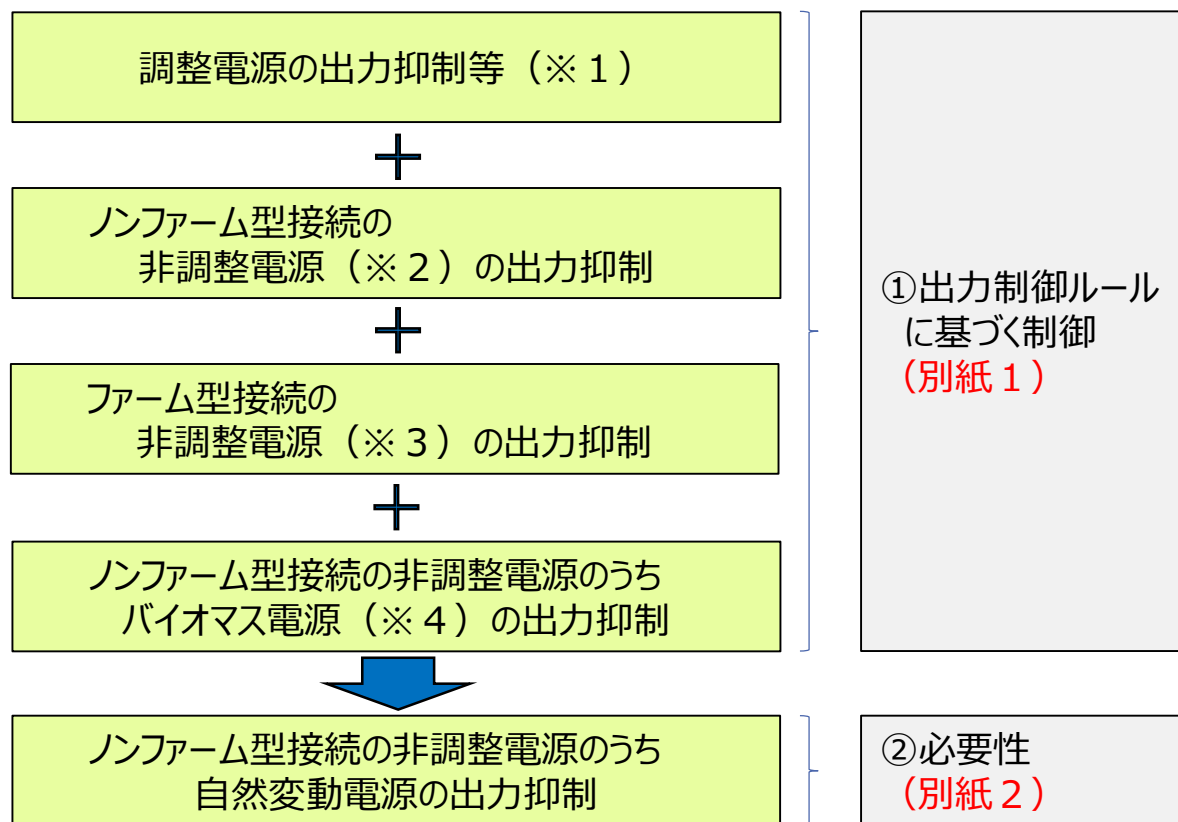 調整電源の出力抑制等（※１）
ノンファーム型接続の
非調整電源（※２）の出力抑制
ファーム型接続の
非調整電源（※３）の出力抑制
ノンファーム型接続の非調整電源のうち
バイオマス電源（※４）の出力抑制
①出力制御ルール
に基づく制御
（別紙１）
ノンファーム型接続の非調整電源のうち
自然変動電源の出力抑制
②必要性
（別紙２）